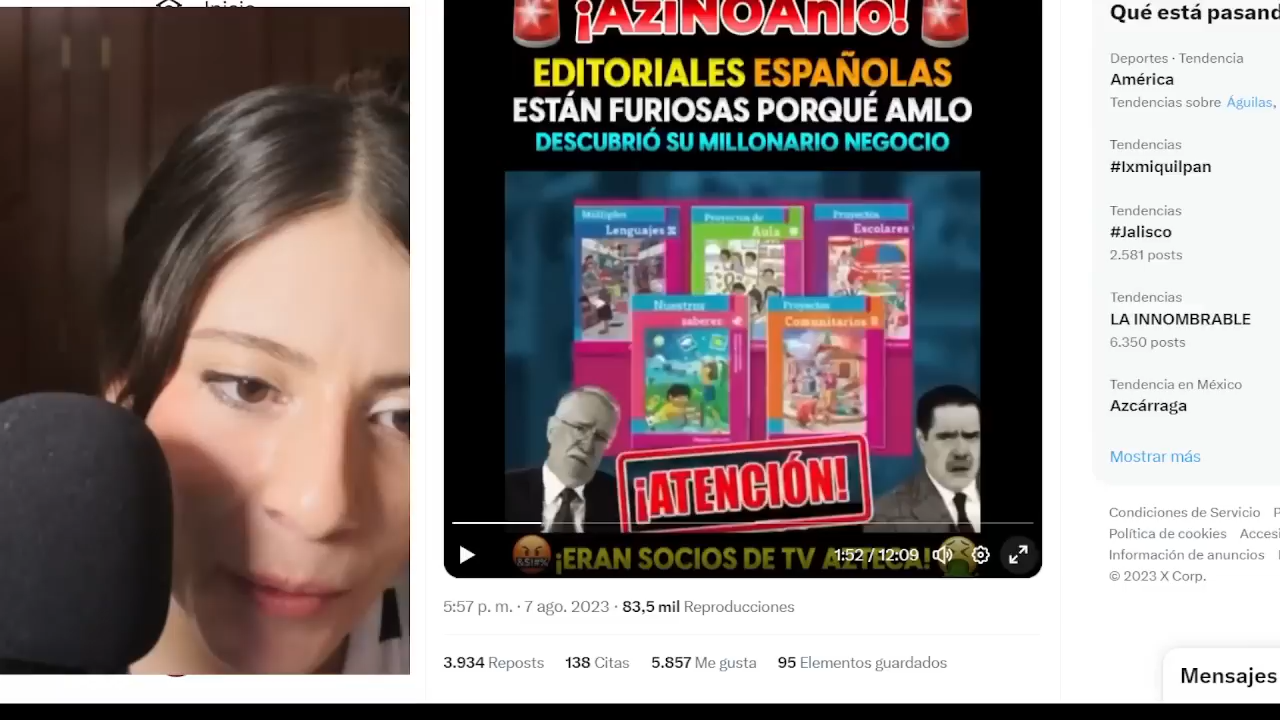 Inicio
¡AziNOAnlo!
EDITORIALES ESPAÑOLAS
ESTÁN FURIOSAS PORQUÉ AMLO
DESCUBRIÓ SU MILLONARIO NEGOCIO
Múltiples
Lenguajes
Proyectos de
Aula
Proyectos
Escolares
Nuestros
saberes
Proyectos
Comunitarios
¡ATENCIÓN!
¡ERAN SOCIOS DE TV AZTECA!
1:52 / 12:09
5:57 p. m. · 7 ago. 2023 · 83,5 mil Reproducciones
3.934 Reposts 138 Citas 5.857 Me gusta 95 Elementos guardados
Qué está pasand
Deportes · Tendencia
América
Tendencias sobre Águilas,
Tendencias
#Ixmiquilpan
Tendencias
#Jalisco
2.581 posts
Tendencias
LA INNOMBRABLE
6.350 posts
Tendencia en México
Azcárraga
Mostrar más
Condiciones de Servicio P
Política de cookies Accesi
Información de anuncios
© 2023 X Corp.
Mensajes